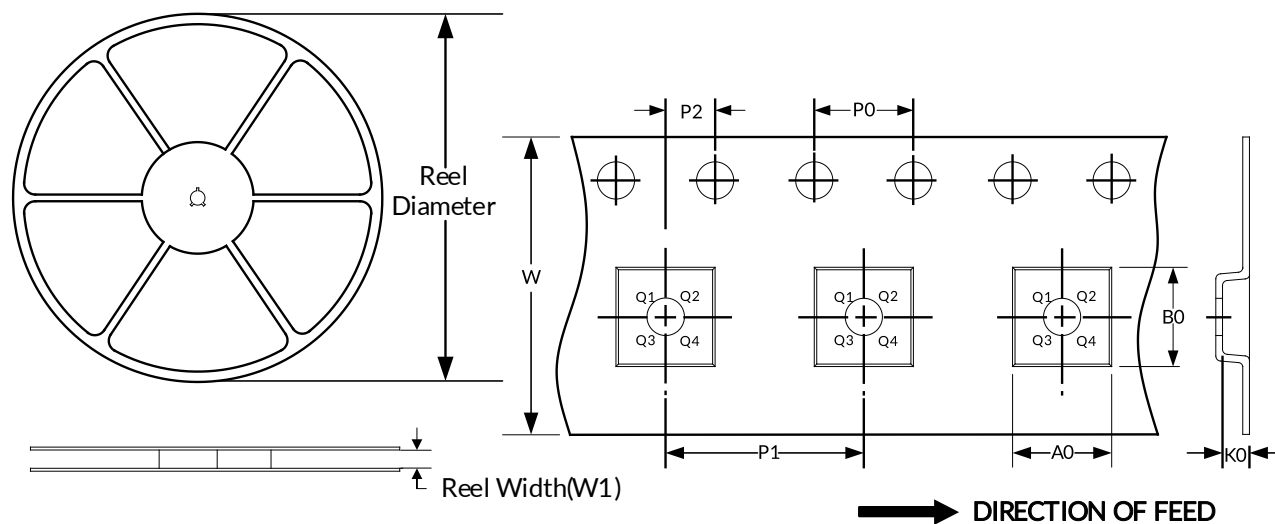 P2
P0
Reel
Diameter
W
Q1 Q2
Q3 Q4
Q1 Q2
Q3 Q4
Q1 Q2
Q3 Q4
B0
P1
A0
K0
Reel Width(W1)
DIRECTION OF FEED